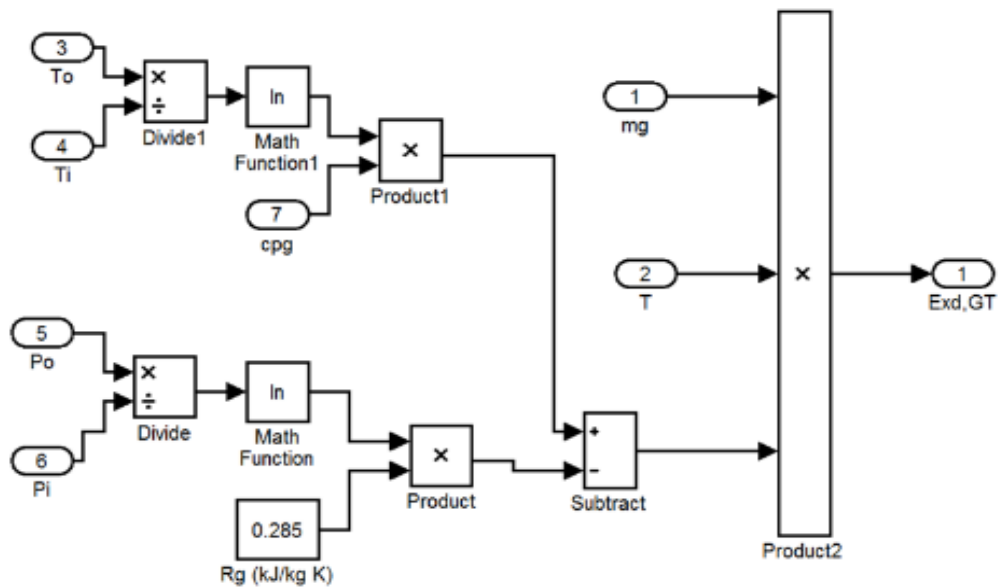 3
To
×
÷
Divide1
4
Ti
ln
Math
Function1
×
Product1
7
cpg
1
mg
2
T
×
1
Exd,GT
5
Po
×
÷
Divide
6
Pi
ln
Math
Function
×
Product
0.285
Rg (kJ/kg K)
+
−
Subtract
Product2